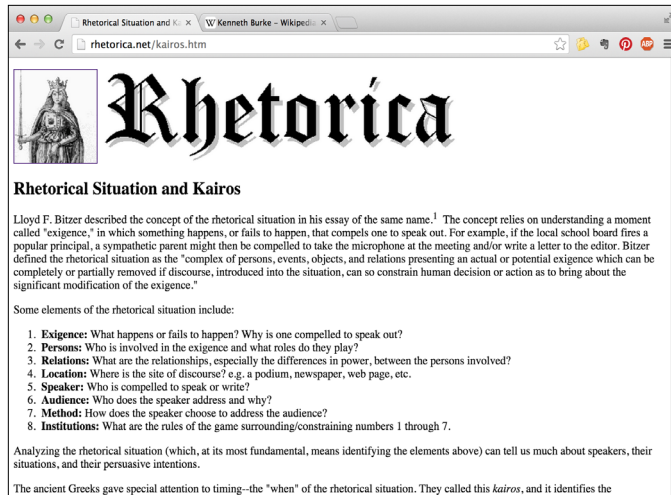 Rhetorical Situation and Ka ×
W Kenneth Burke - Wikipedia ×
rhetorica.net/kairos.htm
ABP
Rhetorica
Rhetorical Situation and Kairos
Lloyd F. Bitzer described the concept of the rhetorical situation in his essay of the same name.1 The concept relies on understanding a moment
called "exigence," in which something happens, or fails to happen, that compels one to speak out. For example, if the local school board fires a
popular principal, a sympathetic parent might then be compelled to take the microphone at the meeting and/or write a letter to the editor. Bitzer
defined the rhetorical situation as the "complex of persons, events, objects, and relations presenting an actual or potential exigence which can be
completely or partially removed if discourse, introduced into the situation, can so constrain human decision or action as to bring about the
significant modification of the exigence."
Some elements of the rhetorical situation include:
1. Exigence: What happens or fails to happen? Why is one compelled to speak out?
2. Persons: Who is involved in the exigence and what roles do they play?
3. Relations: What are the relationships, especially the differences in power, between the persons involved?
4. Location: Where is the site of discourse? e.g. a podium, newspaper, web page, etc.
5. Speaker: Who is compelled to speak or write?
6. Audience: Who does the speaker address and why?
7. Method: How does the speaker choose to address the audience?
8. Institutions: What are the rules of the game surrounding/constraining numbers 1 through 7.
Analyzing the rhetorical situation (which, at its most fundamental, means identifying the elements above) can tell us much about speakers, their
situations, and their persuasive intentions.
The ancient Greeks gave special attention to timing--the "when" of the rhetorical situation. They called this kairos, and it identifies the